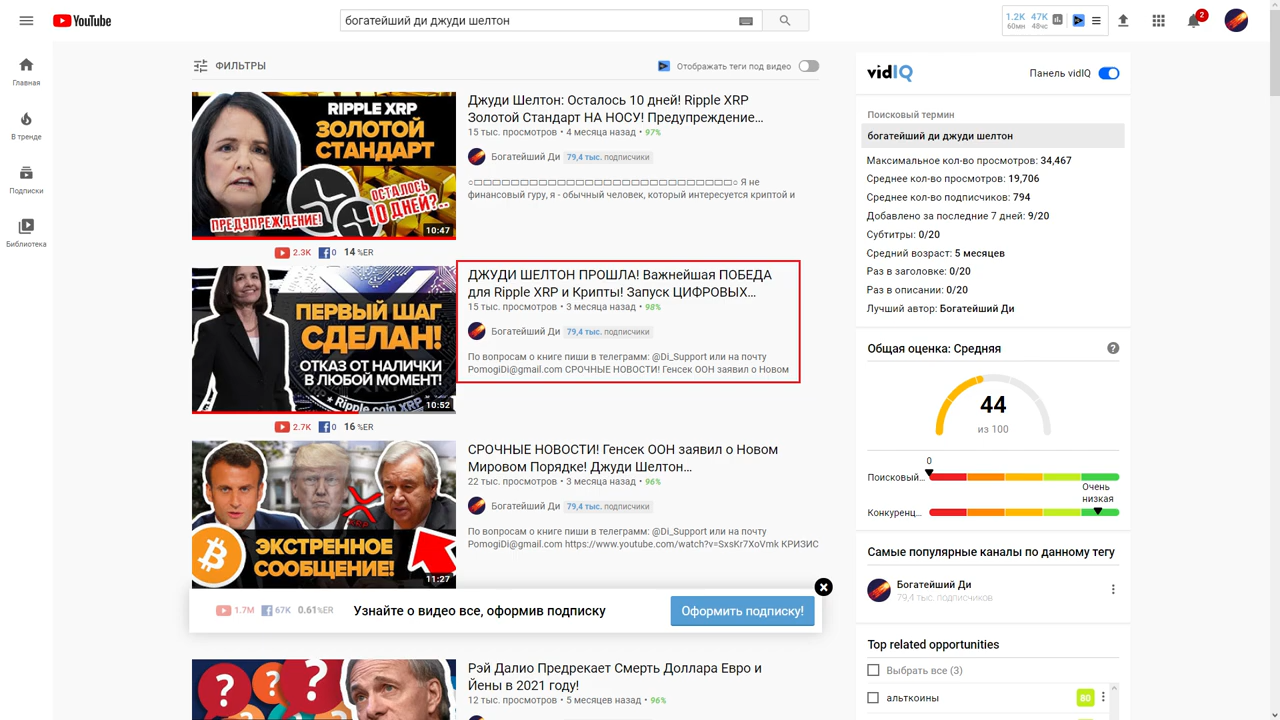 YouTube
богатейший ди джуди шелтон
1.2K 47K
60мн 48чс
2
Главная
В тренде
Подписки
Библиотека
ФИЛЬТРЫ
Отображать теги под видео
RIPPLE XRP
ЗОЛОТОЙ
СТАНДАРТ
ПРЕДУПРЕЖДЕНИЕ!
ОСТАЛОСЬ
10 ДНЕЙ?..
10:47
Джуди Шелтон: Осталось 10 дней! Ripple XRP
Золотой Стандарт НА НОСУ! Предупреждение…
15 тыс. просмотров • 4 месяца назад • 97%
Богатейший Ди 79,4 тыс. подписчики
Я не
финансовый гуру, я - обычный человек, который интересуется криптой и
2.3K 0 14 %ER
ПЕРВЫЙ ШАГ
СДЕЛАН!
ОТКАЗ ОТ НАЛИЧКИ
В ЛЮБОЙ МОМЕНТ!
Ripple coin XRP
10:52
ДЖУДИ ШЕЛТОН ПРОШЛА! Важнейшая ПОБЕДА
для Ripple XRP и Крипты! Запуск ЦИФРОВЫХ…
15 тыс. просмотров • 3 месяца назад • 98%
Богатейший Ди 79,4 тыс. подписчики
По вопросам о книге пиши в телеграмм: @Di_Support или на почту
PomogiDi@gmail.com СРОЧНЫЕ НОВОСТИ! Генсек ООН заявил о Новом
2.7K 0 16 %ER
XRP
ЭКСТРЕННОЕ
СООБЩЕНИЕ!
11:27
СРОЧНЫЕ НОВОСТИ! Генсек ООН заявил о Новом
Мировом Порядке! Джуди Шелтон…
22 тыс. просмотров • 3 месяца назад • 96%
Богатейший Ди 79,4 тыс. подписчики
По вопросам о книге пиши в телеграмм: @Di_Support или на почту
PomogiDi@gmail.com https://www.youtube.com/watch?v=SxsKr7XoVmk КРИЗИС
1.7M 67K 0.61%ER
Узнайте о видео все, оформив подписку
Оформить подписку!
Рэй Далио Предрекает Смерть Доллара Евро и
Йены в 2021 году!
12 тыс. просмотров • 5 месяцев назад • 96%
vidIQ
Панель vidIQ
Поисковый термин
богатейший ди джуди шелтон
Максимальное кол-во просмотров: 34,467
Среднее кол-во просмотров: 19,706
Среднее кол-во подписчиков: 794
Добавлено за последние 7 дней: 9/20
Субтитры: 0/20
Средний возраст: 5 месяцев
Раз в заголовке: 0/20
Раз в описании: 0/20
Лучший автор: Богатейший Ди
Общая оценка: Средняя
44
из 100
0
Поисковый…
Очень
низкая
Конкуренц…
Самые популярные каналы по данному тегу
Богатейший Ди
79,4 тыс. подписчиков
Top related opportunities
Выбрать все (3)
альткоины
80